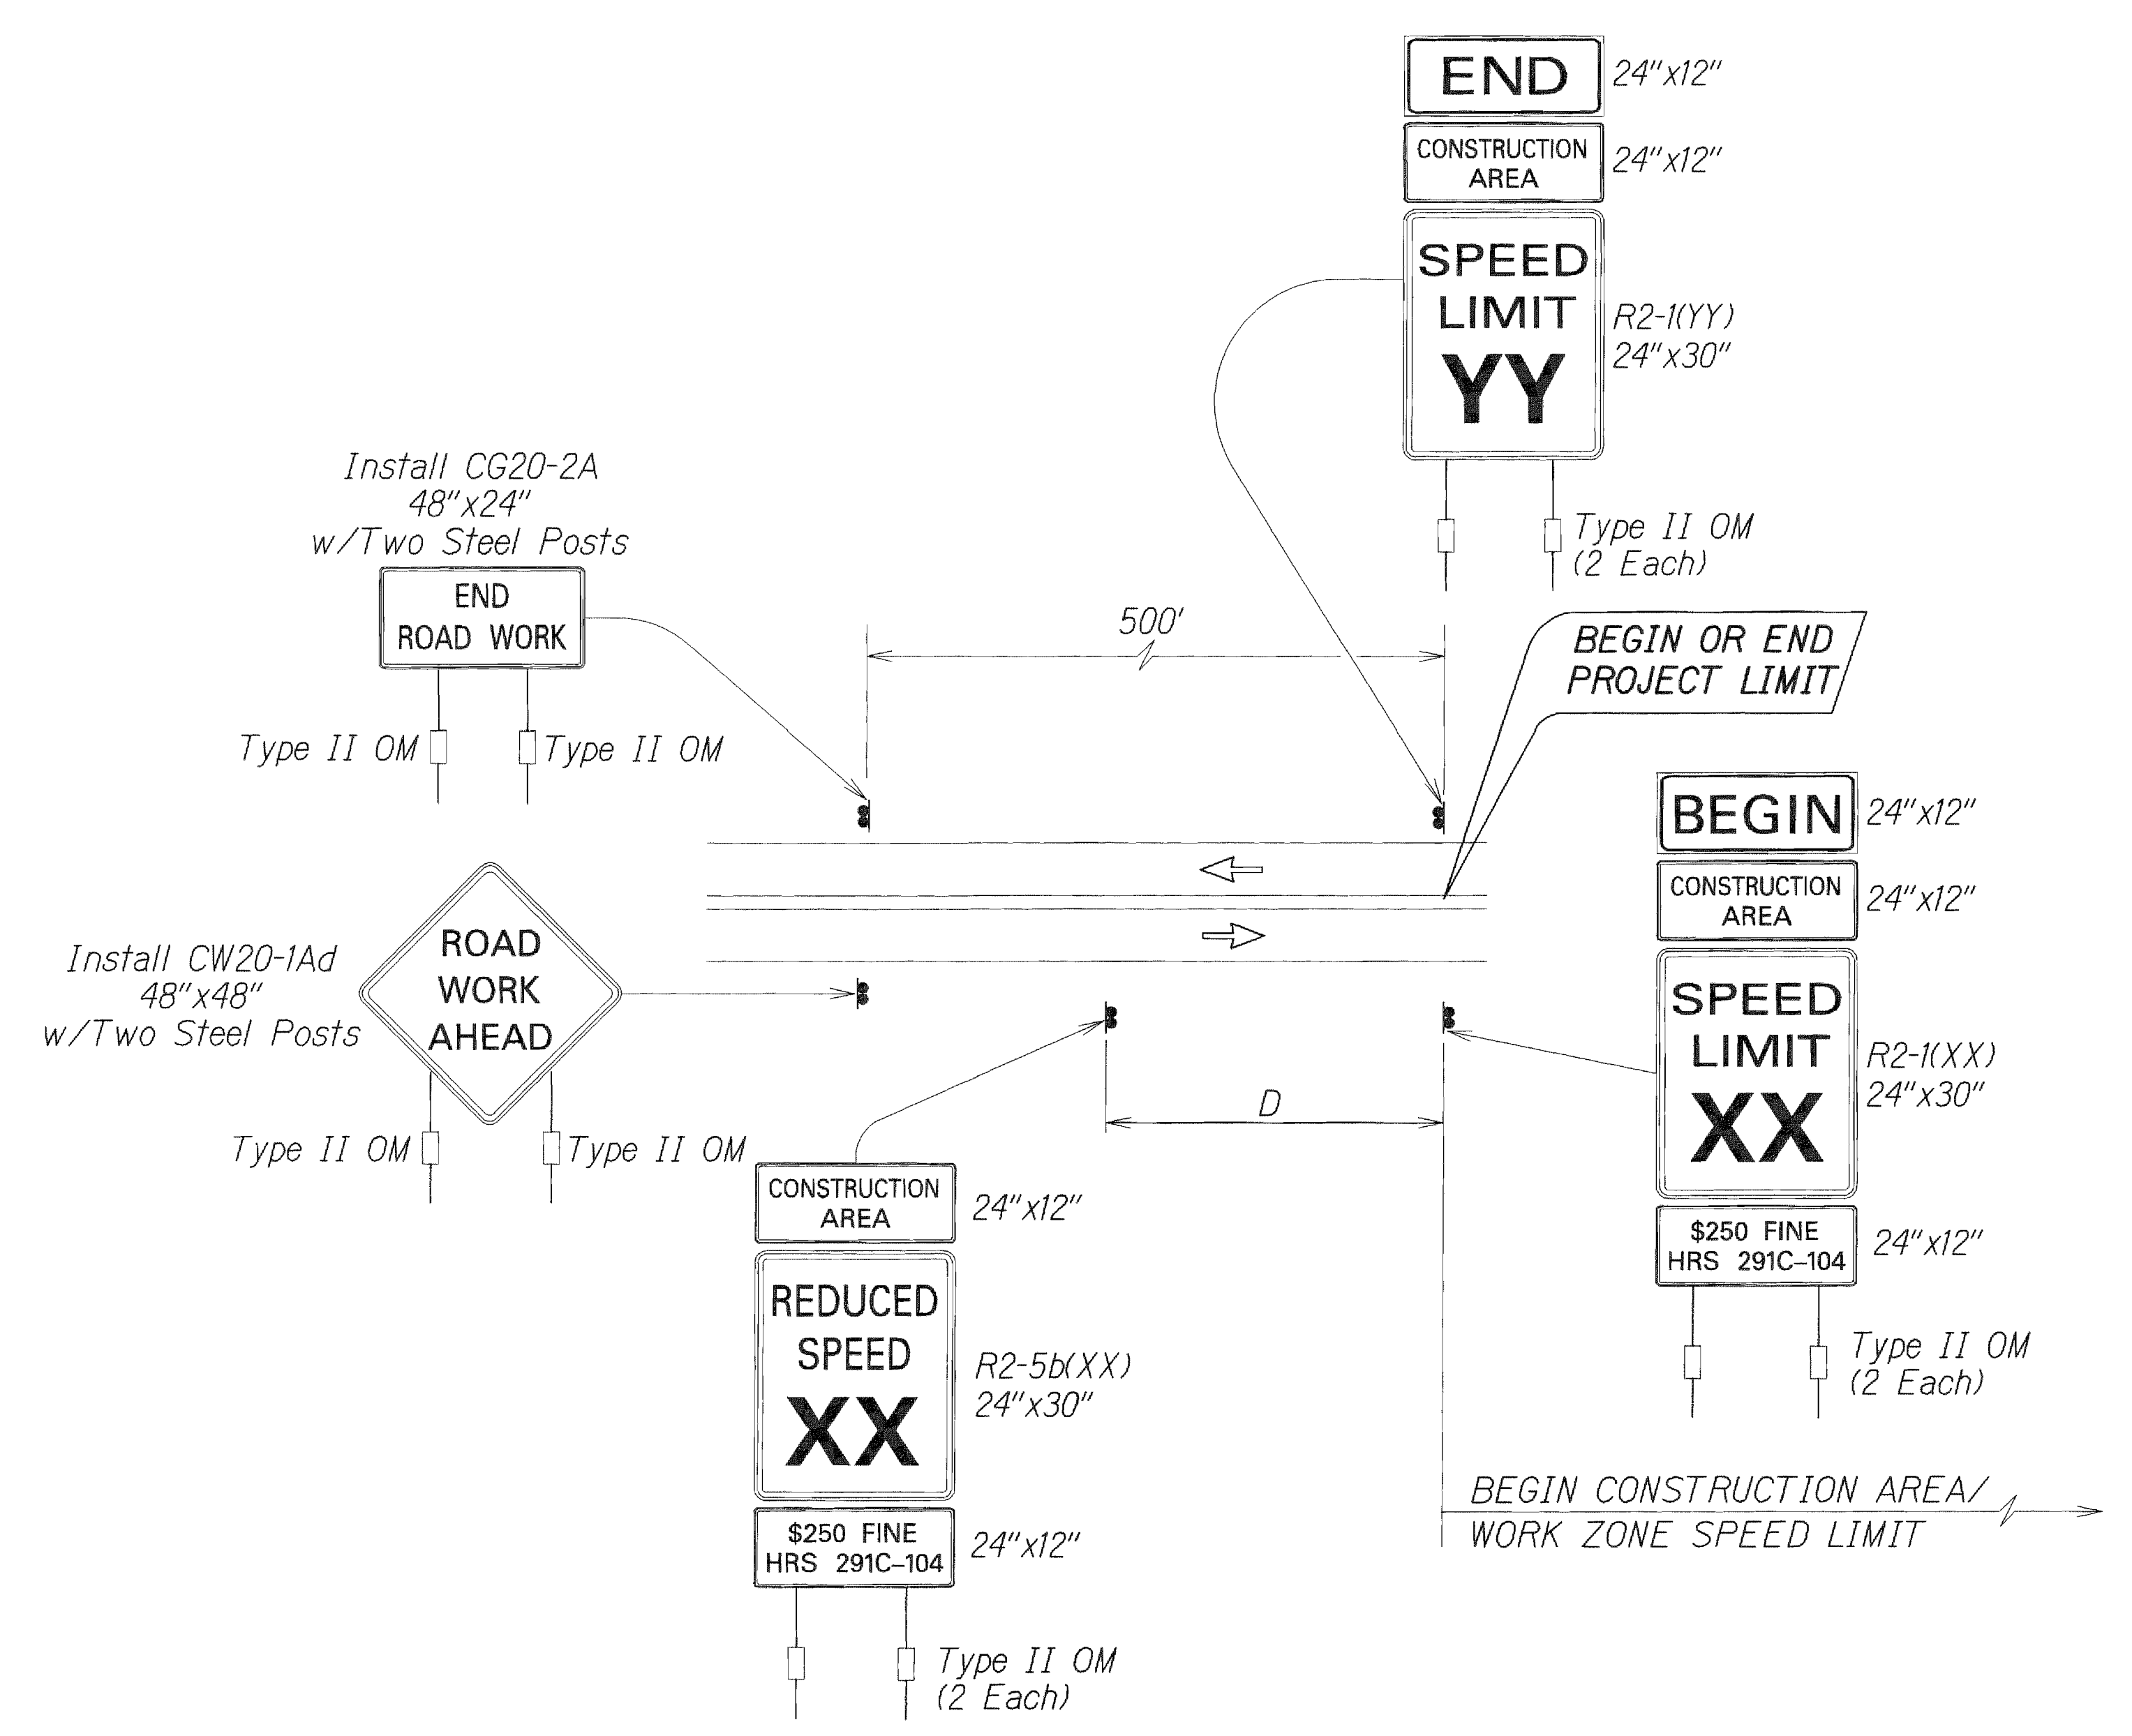 END
24"x12"
CONSTRUCTION
AREA
24"x12"
SPEED
LIMIT
YY
R2-1(YY)
24"x30"
Type II OM
(2 Each)
Install CG20-2A
48"x24"
w/Two Steel Posts
END
ROAD WORK
Type II OM
Type II OM
500'
BEGIN OR END
PROJECT LIMIT
BEGIN
24"x12"
CONSTRUCTION
AREA
24"x12"
SPEED
LIMIT
XX
R2-1(XX)
24"x30"
$250 FINE
HRS 291C-104
24"x12"
Type II OM
(2 Each)
Install CW20-1Ad
48"x48"
w/Two Steel Posts
ROAD
WORK
AHEAD
Type II OM
Type II OM
D
CONSTRUCTION
AREA
24"x12"
REDUCED
SPEED
XX
R2-5b(XX)
24"x30"
$250 FINE
HRS 291C-104
24"x12"
Type II OM
(2 Each)
BEGIN CONSTRUCTION AREA/
WORK ZONE SPEED LIMIT